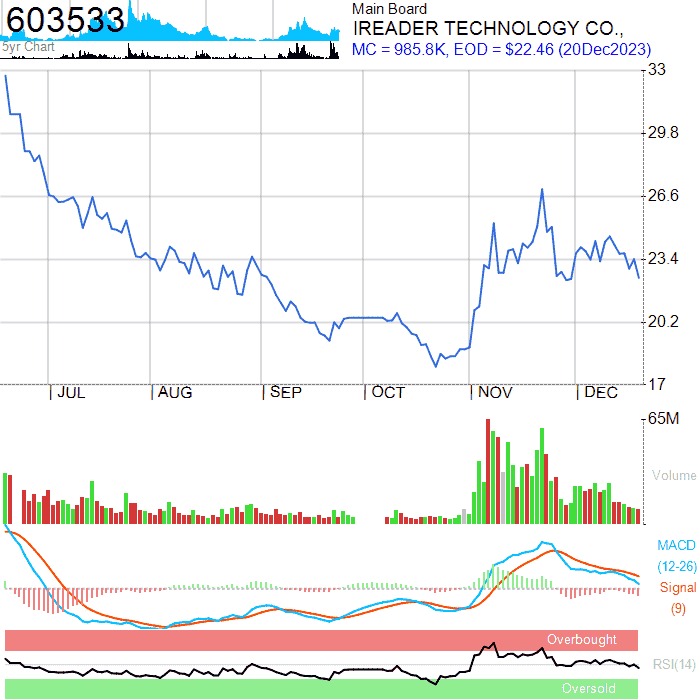 603533
5yr Chart
Main Board
IREADER TECHNOLOGY CO.,
MC = 985.8K, EOD = $22.46 (20Dec2023)
33
29.8
26.6
23.4
20.2
17
JUL AUG SEP OCT NOV DEC
65M
Volume
MACD
(12-26)
Signal
(9)
Overbought
RSI(14)
Oversold